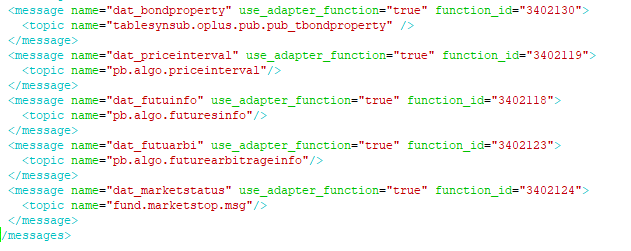 <message name="dat_bondproperty" use_adapter_function="true" function_id="3402130">
<topic name="tablesynsub.oplus.pub.pub_tbondproperty" />
</message>
<message name="dat_priceinterval" use_adapter_function="true" function_id="3402119">
<topic name="pb.algo.priceinterval"/>
</message>
<message name="dat_futuinfo" use_adapter_function="true" function_id="3402118">
<topic name="pb.algo.futuresinfo"/>
</message>
<message name="dat_futuarbi" use_adapter_function="true" function_id="3402123">
<topic name="pb.algo.futurearbitrageinfo"/>
</message>
<message name="dat_marketstatus" use_adapter_function="true" function_id="3402124">
<topic name="fund.marketstop.msg"/>
</message>
/messages>